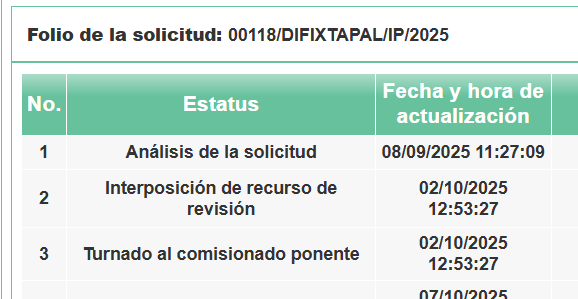 Folio de la solicitud: 00118/DIFIXTAPAL/IP/2025
No. Estatus Fecha y hora de actualización
1 Análisis de la solicitud 08/09/2025 11:27:09
2 Interposición de recurso de revisión 02/10/2025 12:53:27
3 Turnado al comisionado ponente 02/10/2025 12:53:27
07/10/2025